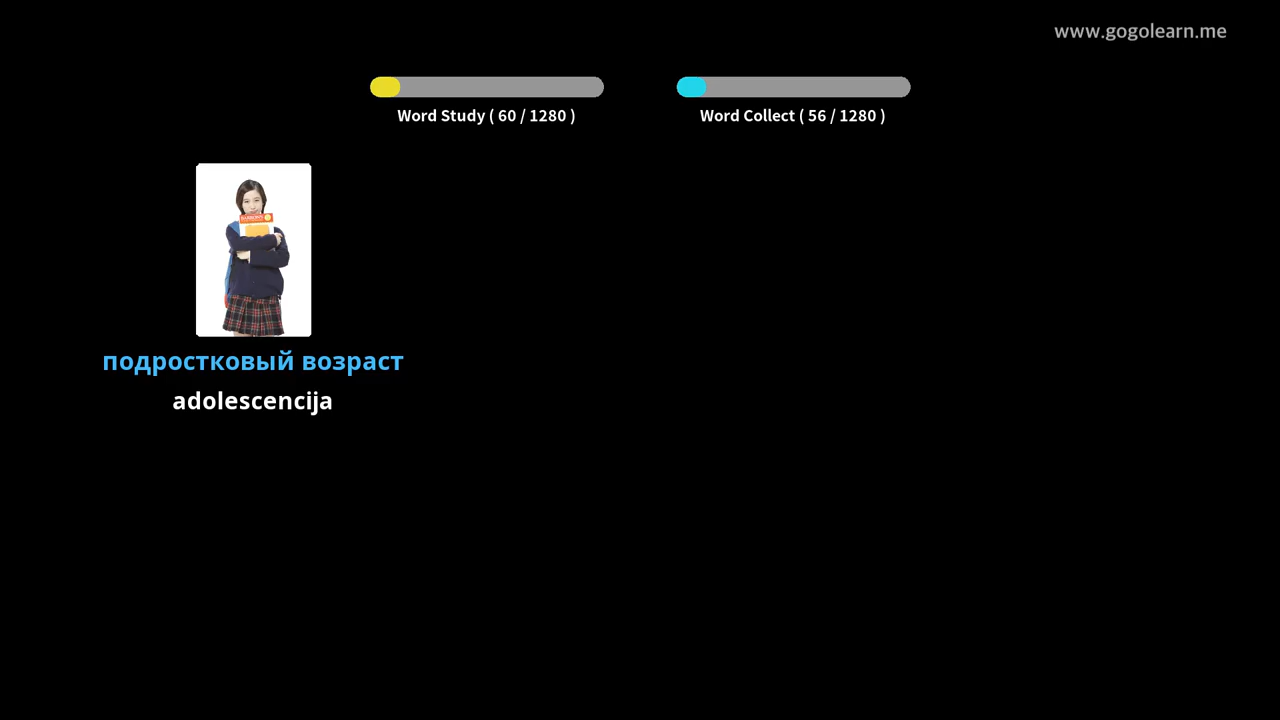 www.gogolearn.me
Word Study ( 60 / 1280 )
Word Collect ( 56 / 1280 )
подростковый возраст
adolescencija